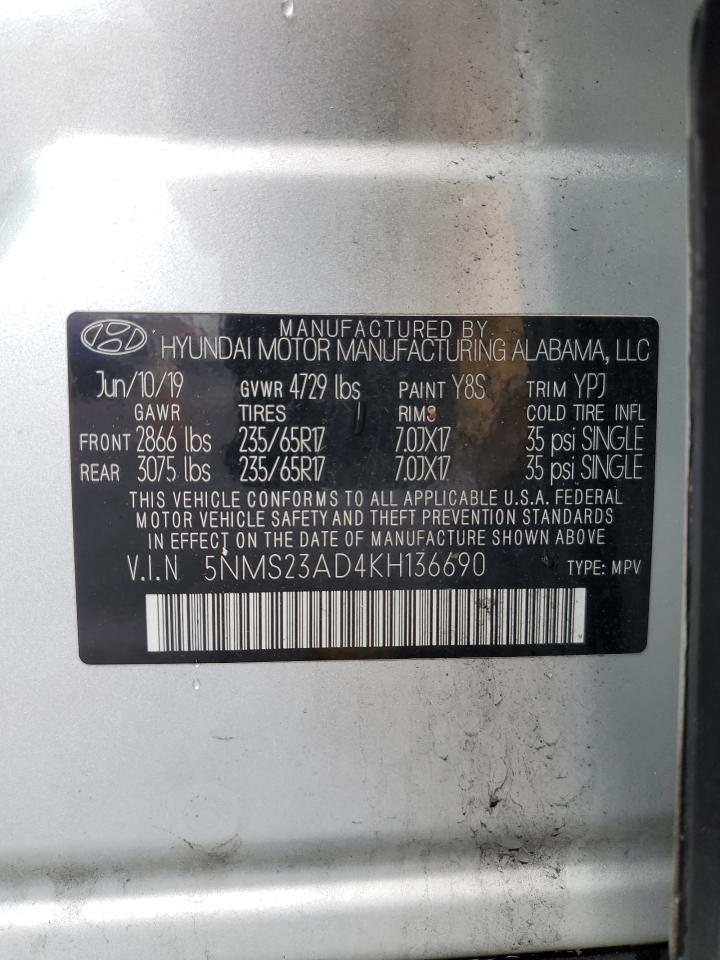 MANUFACTURED BY
HYUNDAI MOTOR MANUFACTURING ALABAMA, LLC
Jun/10/19 GVWR 4729 lbs PAINT Y8S TRIM YPJ
GAWR TIRES RIMS COLD TIRE INFL
FRONT 2866 lbs 235/65R17 7.0JX17 35 psi SINGLE
REAR 3075 lbs 235/65R17 7.0JX17 35 psi SINGLE
THIS VEHICLE CONFORMS TO ALL APPLICABLE U.S.A. FEDERAL
MOTOR VEHICLE SAFETY AND THEFT PREVENTION STANDARDS
IN EFFECT ON THE DATE OF MANUFACTURE SHOWN ABOVE
V.I.N 5NMS23AD4KH136690 TYPE: MPV